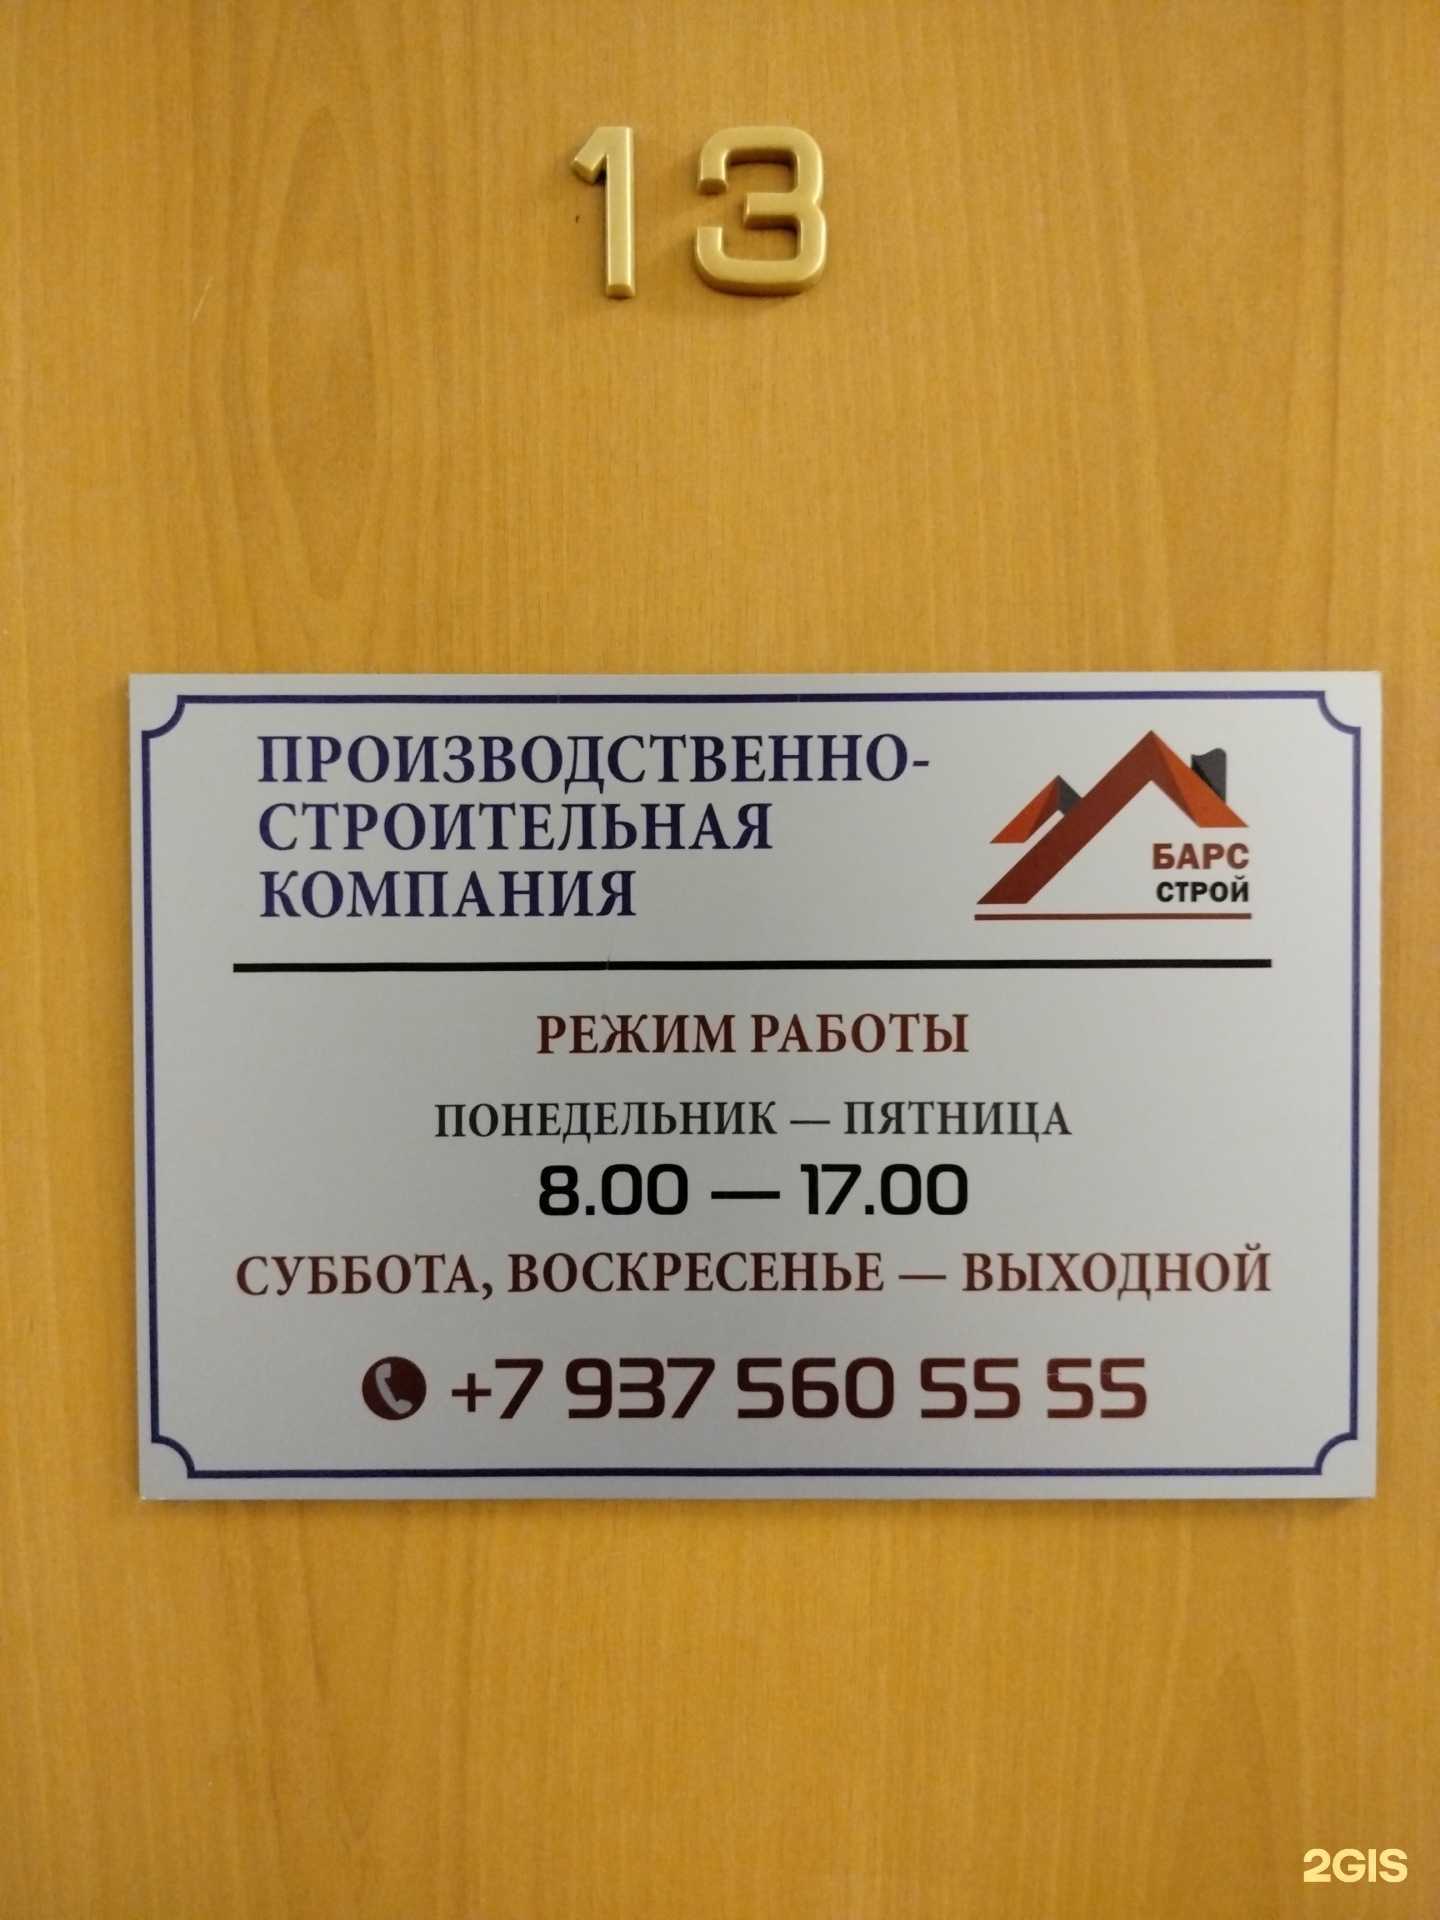 13
ПРОИЗВОДСТВЕННО-
СТРОИТЕЛЬНАЯ
КОМПАНИЯ
БАРС
СТРОЙ
РЕЖИМ РАБОТЫ
ПОНЕДЕЛЬНИК — ПЯТНИЦА
8.00 — 17.00
СУББОТА, ВОСКРЕСЕНЬЕ — ВЫХОДНОЙ
+7 937 560 55 55
2GIS